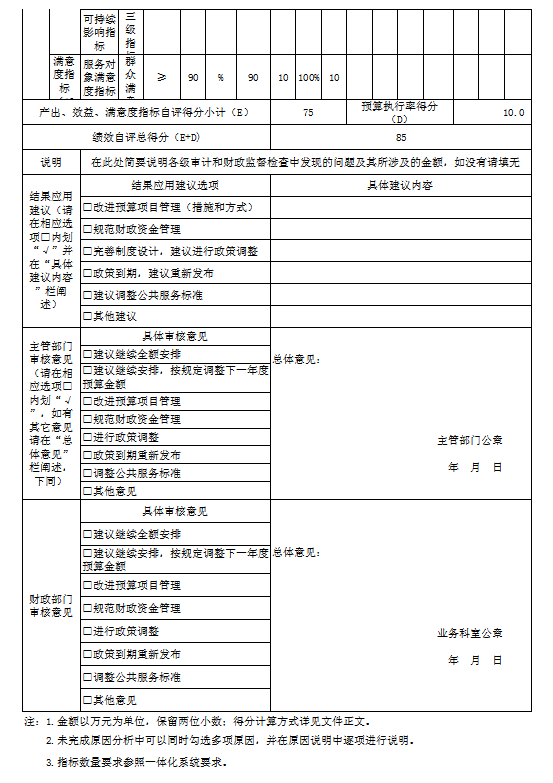 可持续
影响指
标
三
级
指
满意
度指
标
服务对
象满意
度指标
群
众
满
≥ 90 % 90 10 100% 10
产出、效益、满意度指标自评得分小计（E） 75 预算执行率得分
（D） 10.0
绩效自评总得分（E+D） 85
说明 在此处简要说明各级审计和财政监督检查中发现的问题及其所涉及的金额，如没有请填无
结果应用
建议（请
在相应选
项□内划
“√”并
在“具体
建议内容
”栏阐
述）
结果应用建议选项 具体建议内容
□改进预算项目管理（措施和方式）
□规范财政资金管理
□完善制度设计，建议进行政策调整
□政策到期，建议重新发布
□建议调整公共服务标准
□其他建议
主管部门
审核意见
（请在相
应选项□
内划“√
”，如有
其它意见
请在“总
体意见”
栏阐述，
下同）
具体审核意见
□建议继续全额安排
□建议继续安排，按规定调整下一年度
预算金额
□改进预算项目管理
□规范财政资金管理
□进行政策调整
□政策到期重新发布
□调整公共服务标准
□其他意见
总体意见：
主管部门公章
年 月 日
财政部门
审核意见
具体审核意见
□建议继续全额安排
□建议继续安排，按规定调整下一年度
预算金额
□改进预算项目管理
□规范财政资金管理
□进行政策调整
□政策到期重新发布
□调整公共服务标准
□其他意见
总体意见：
业务科室公章
年 月 日
注：1.金额以万元为单位，保留两位小数；得分计算方式详见文件正文。
2.未完成原因分析中可以同时勾选多项原因，并在原因说明中逐项进行说明。
3.指标数量要求参照一体化系统要求。